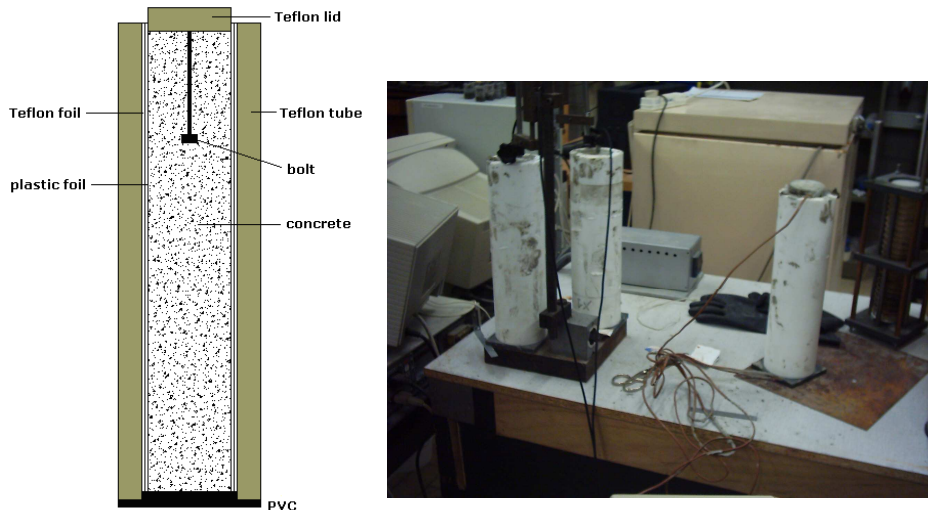 Teflon lid
Teflon foil
Teflon tube
bolt
plastic foil
concrete
PVC